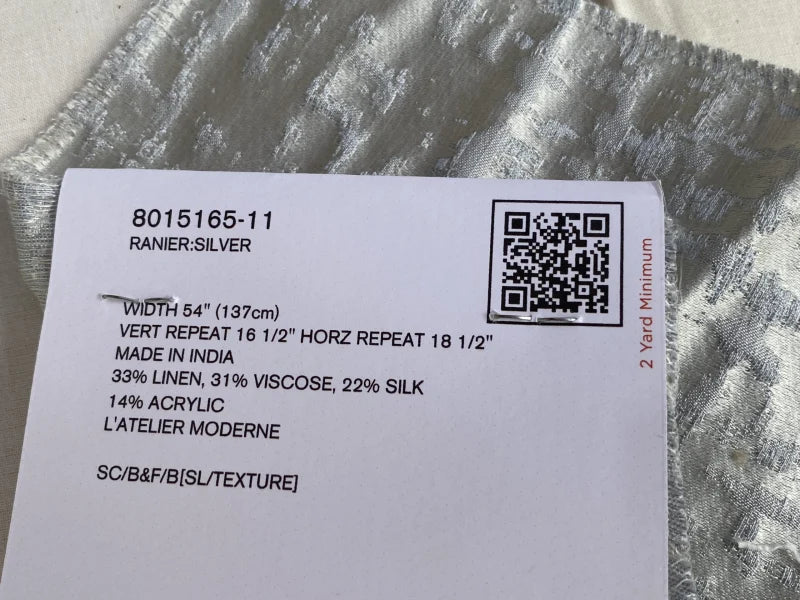 8015165-11
RANIER:SILVER
WIDTH 54" (137cm)
VERT REPEAT 16 1/2" HORZ REPEAT 18 1/2"
MADE IN INDIA
33% LINEN, 31% VISCOSE, 22% SILK
14% ACRYLIC
L'ATELIER MODERNE
SC/B&F/B[SL/TEXTURE]
2 Yard Minimum